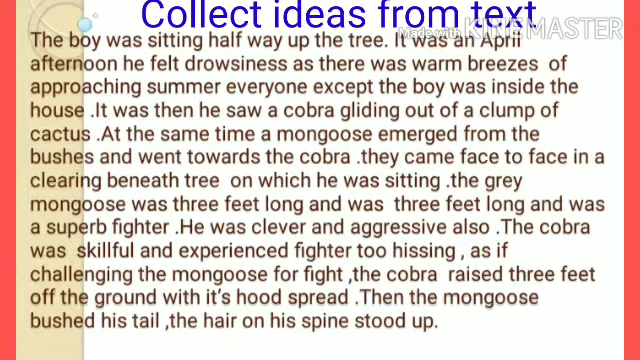 Collect ideas from text
Made with KINEMASTER
The boy was sitting half way up the tree. It was an April
afternoon he felt drowsiness as there was warm breezes of
approaching summer everyone except the boy was inside the
house .It was then he saw a cobra gliding out of a clump of
cactus .At the same time a mongoose emerged from the
bushes and went towards the cobra .they came face to face in a
clearing beneath tree on which he was sitting .the grey
mongoose was three feet long and was three feet long and was
a superb fighter .He was clever and aggressive also .The cobra
was skillful and experienced fighter too hissing , as if
challenging the mongoose for fight ,the cobra raised three feet
off the ground with it's hood spread .Then the mongoose
bushed his tail ,the hair on his spine stood up.